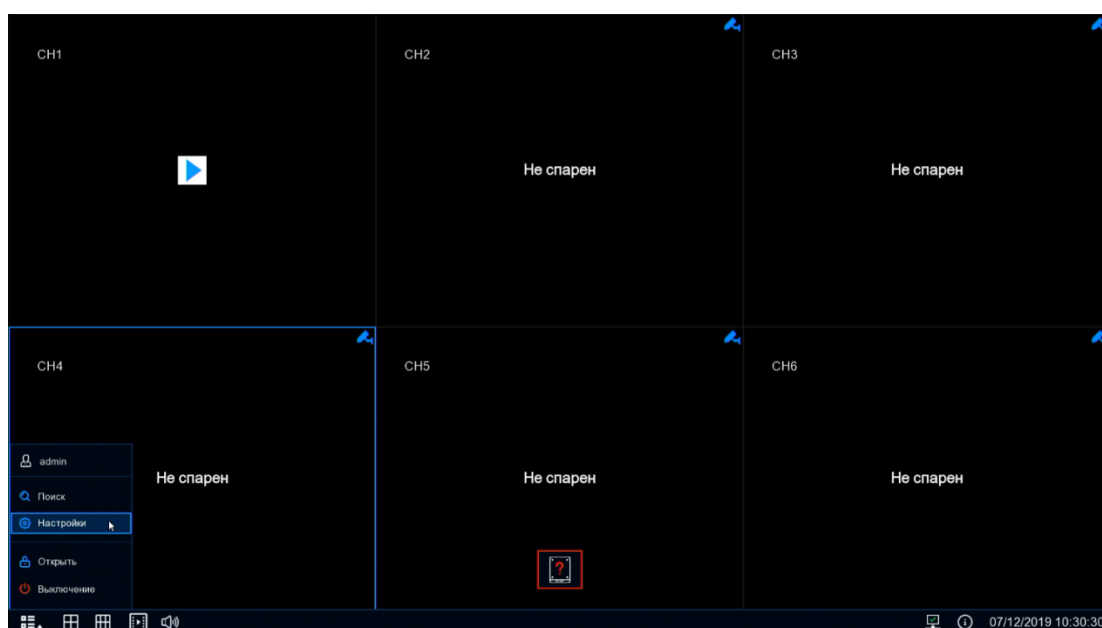 CH1
CH2
CH3
Не спарен
Не спарен
CH4
CH5
CH6
admin
Не спарен
Не спарен
Не спарен
Поиск
Настройки
?
Открыть
Выключение
07/12/2019 10:30:30